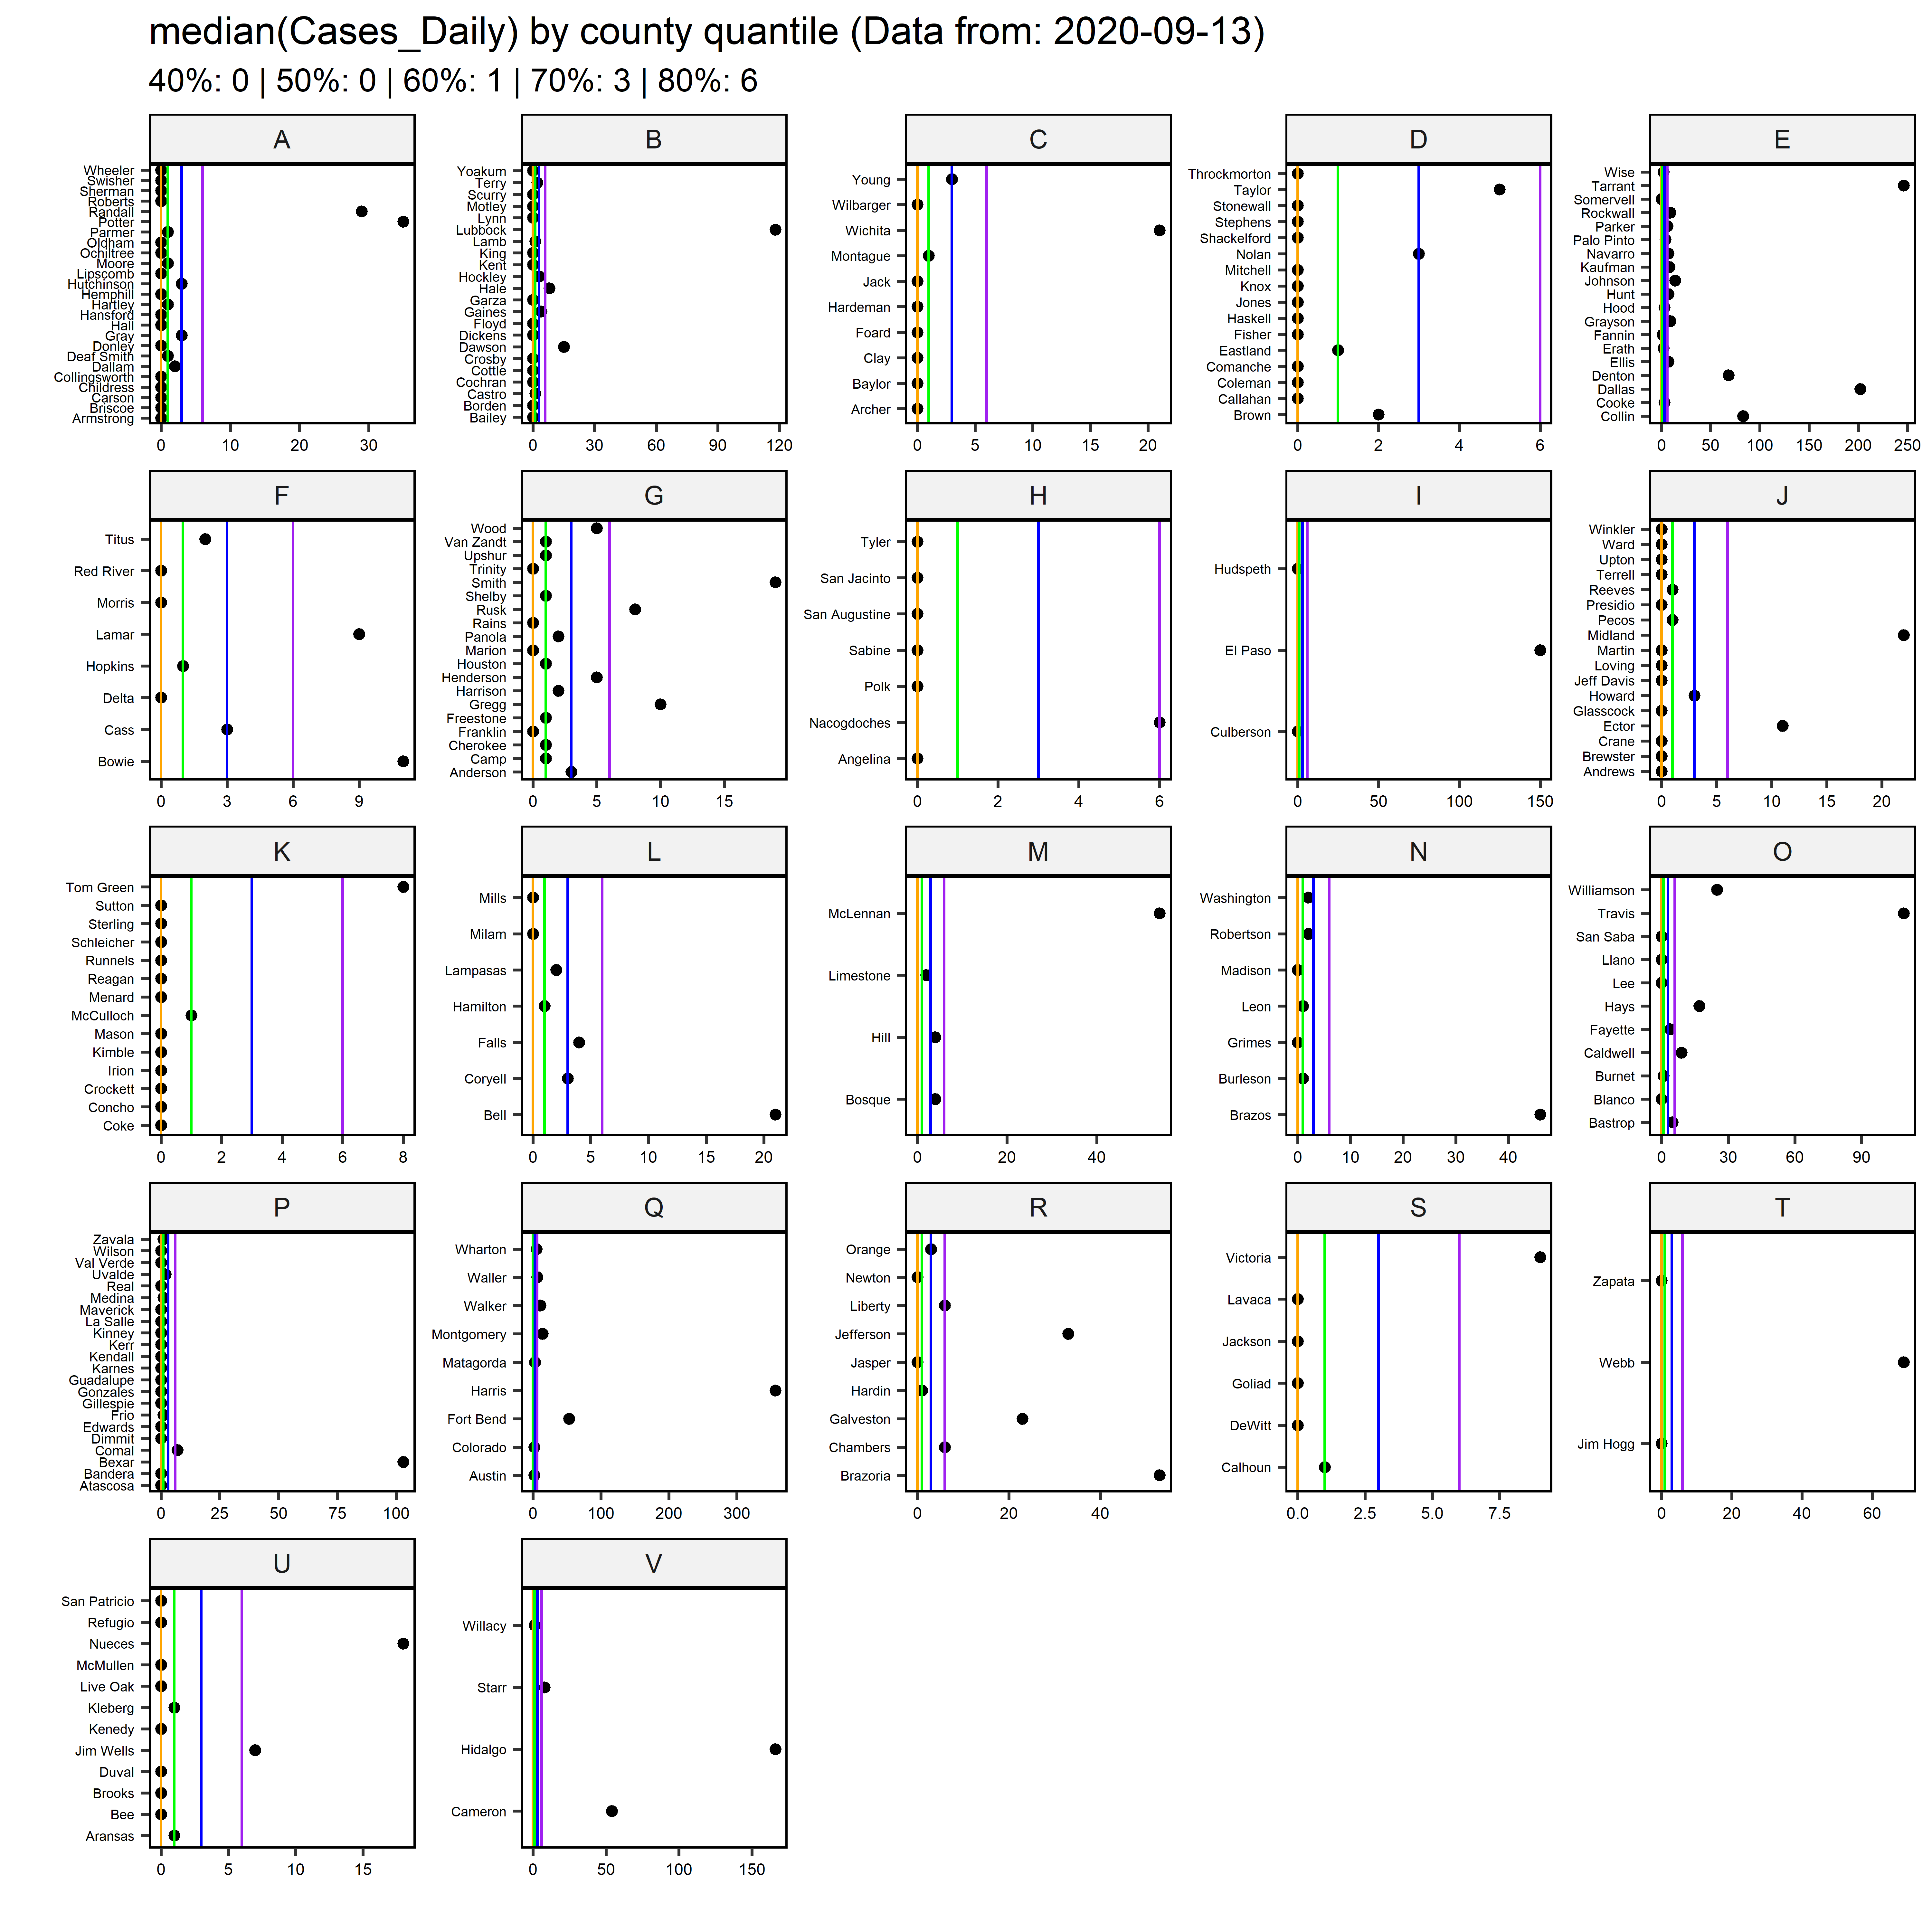 median(Cases_Daily) by county quantile (Data from: 2020-09-13)
40%: 0 | 50%: 0 | 60%: 1 | 70%: 3 | 80%: 6
A
Wheeler
Swisher
Sherman
Roberts
Randall
Potter
Parmer
Oldham
Ochiltree
Moore
Lipscomb
Hutchinson
Hemphill
Hartley
Hansford
Hall
Gray
Donley
Deaf Smith
Dallam
Collingsworth
Childress
Carson
Briscoe
Armstrong
0 10 20 30
B
Yoakum
Terry
Scurry
Motley
Lynn
Lubbock
Lamb
King
Kent
Hockley
Hale
Garza
Gaines
Floyd
Dickens
Dawson
Crosby
Cottle
Cochran
Castro
Borden
Bailey
0 30 60 90 120
C
Young
Wilbarger
Wichita
Montague
Jack
Hardeman
Foard
Clay
Baylor
Archer
0 5 10 15 20
D
Throckmorton
Taylor
Stonewall
Stephens
Shackelford
Nolan
Mitchell
Knox
Jones
Haskell
Fisher
Eastland
Comanche
Coleman
Callahan
Brown
0 2 4 6
E
Wise
Tarrant
Somervell
Rockwall
Parker
Palo Pinto
Navarro
Kaufman
Johnson
Hunt
Hood
Grayson
Fannin
Erath
Ellis
Denton
Dallas
Cooke
Collin
0 50 100 150 200 250
F
Titus
Red River
Morris
Lamar
Hopkins
Delta
Cass
Bowie
0 3 6 9
G
Wood
Van Zandt
Upshur
Trinity
Smith
Shelby
Rusk
Rains
Panola
Marion
Houston
Henderson
Harrison
Gregg
Freestone
Franklin
Cherokee
Camp
Anderson
0 5 10 15
H
Tyler
San Jacinto
San Augustine
Sabine
Polk
Nacogdoches
Angelina
0 2 4 6
I
Hudspeth
El Paso
Culberson
0 50 100 150
J
Winkler
Ward
Upton
Terrell
Reeves
Presidio
Pecos
Midland
Martin
Loving
Jeff Davis
Howard
Glasscock
Ector
Crane
Brewster
Andrews
0 5 10 15 20
K
Tom Green
Sutton
Sterling
Schleicher
Runnels
Reagan
Menard
McCulloch
Mason
Kimble
Irion
Crockett
Concho
Coke
0 2 4 6 8
L
Mills
Milam
Lampasas
Hamilton
Falls
Coryell
Bell
0 5 10 15 20
M
McLennan
Limestone
Hill
Bosque
0 20 40
N
Washington
Robertson
Madison
Leon
Grimes
Burleson
Brazos
0 10 20 30 40
O
Williamson
Travis
San Saba
Llano
Lee
Hays
Fayette
Caldwell
Burnet
Blanco
Bastrop
0 30 60 90
P
Zavala
Wilson
Val Verde
Uvalde
Real
Medina
Maverick
La Salle
Kinney
Kerr
Kendall
Karnes
Guadalupe
Gonzales
Gillespie
Frio
Edwards
Dimmit
Comal
Bexar
Bandera
Atascosa
0 25 50 75 100
Q
Wharton
Waller
Walker
Montgomery
Matagorda
Harris
Fort Bend
Colorado
Austin
0 100 200 300
R
Orange
Newton
Liberty
Jefferson
Jasper
Hardin
Galveston
Chambers
Brazoria
0 20 40
S
Victoria
Lavaca
Jackson
Goliad
DeWitt
Calhoun
0.0 2.5 5.0 7.5
T
Zapata
Webb
Jim Hogg
0 20 40 60
U
San Patricio
Refugio
Nueces
McMullen
Live Oak
Kleberg
Kenedy
Jim Wells
Duval
Brooks
Bee
Aransas
0 5 10 15
V
Willacy
Starr
Hidalgo
Cameron
0 50 100 150